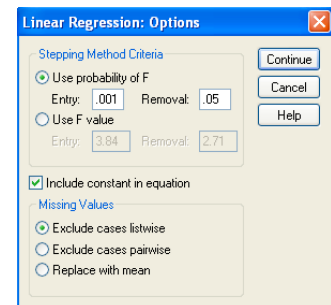 Linear Regression: Options
Stepping Method Criteria
Use probability of F
Entry: .001 Removal: .05
Use F value
Entry: 3.84 Removal: 2.71
Include constant in equation
Missing Values
Exclude cases listwise
Exclude cases pairwise
Replace with mean
Continue
Cancel
Help